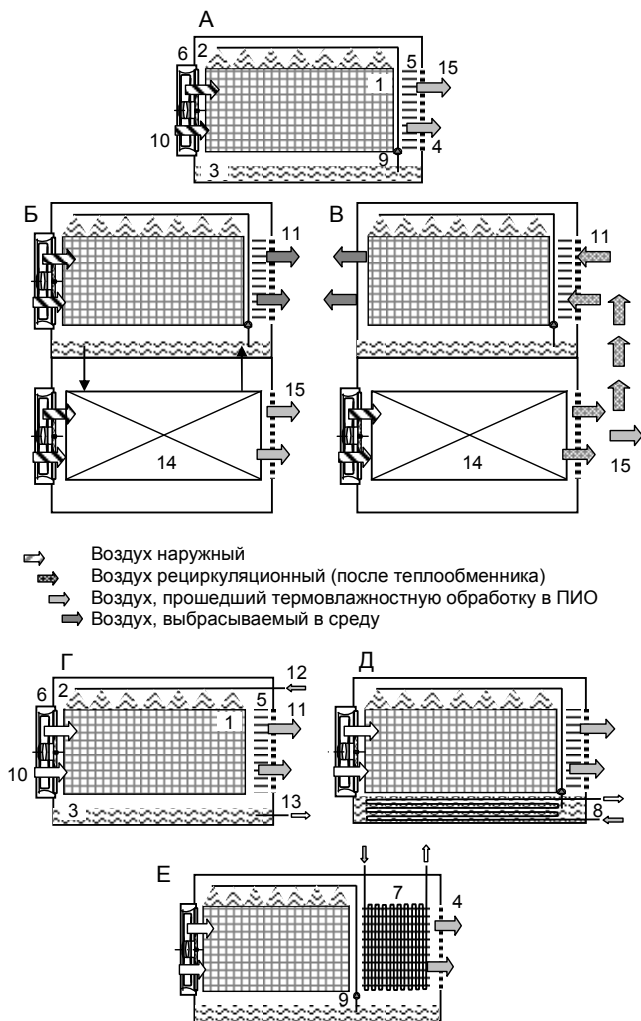 А
6
2
1
5
15
10
3
9
4
Б
11
15
14
В
11
14
15
Воздух наружный
Воздух рециркуляционный (после теплообменника)
Воздух, прошедший термовлажностную обработку в ПИО
Воздух, выбрасываемый в среду
Г
6
2
12
5
1
11
10
3
13
Д
8
Е
7
4
9